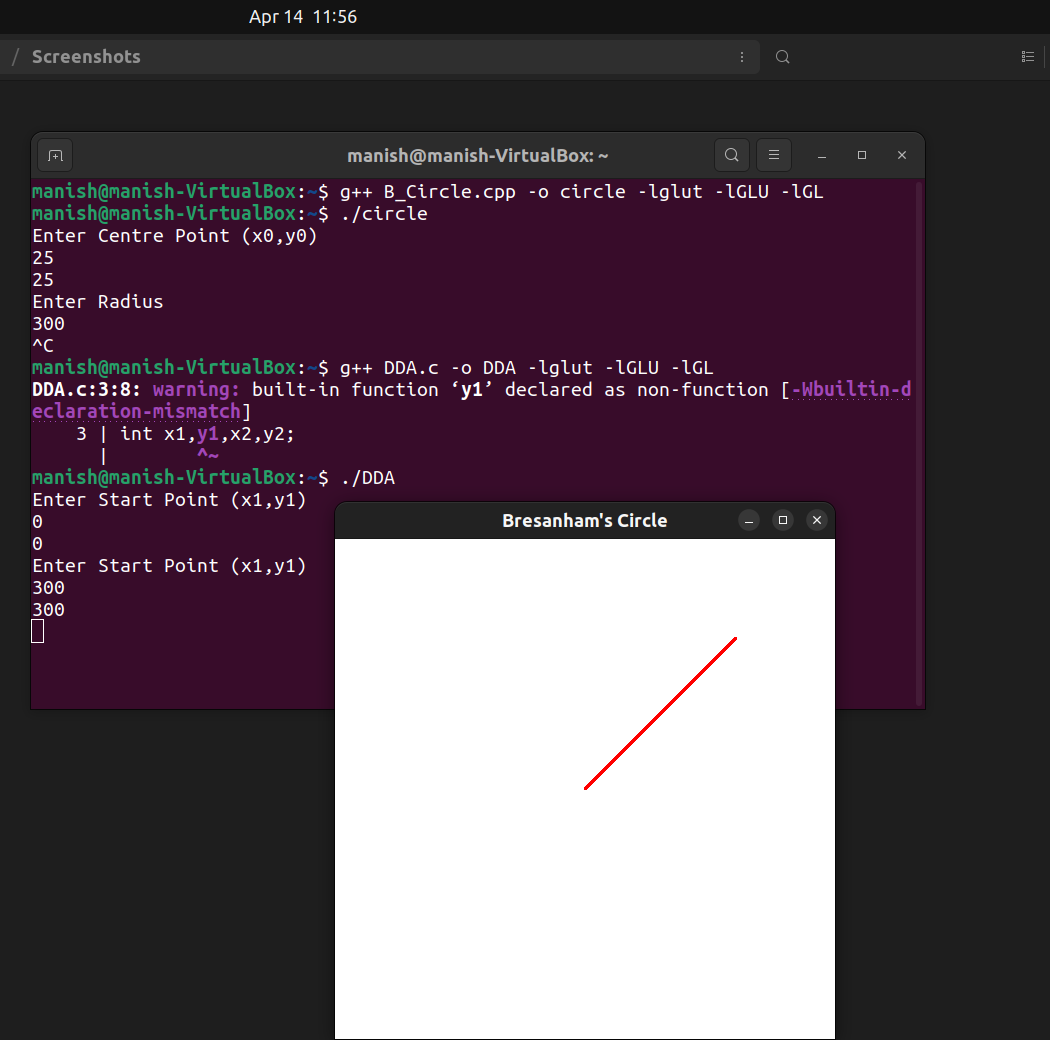 Apr 14 11:56
/ Screenshots
manish@manish-VirtualBox: ~
manish@manish-VirtualBox:~$ g++ B_Circle.cpp -o circle -lglut -lGLU -lGL
manish@manish-VirtualBox:~$ ./circle
Enter Centre Point (x0,y0)
25
25
Enter Radius
300
^C
manish@manish-VirtualBox:~$ g++ DDA.c -o DDA -lglut -lGLU -lGL
DDA.c:3:8: warning: built-in function ‘y1’ declared as non-function [-Wbuiltin-d
eclaration-mismatch]
    3 | int x1,y1,x2,y2;
      |        ^~
manish@manish-VirtualBox:~$ ./DDA
Enter Start Point (x1,y1)
0
0
Enter Start Point (x1,y1)
300
300
Bresanham's Circle